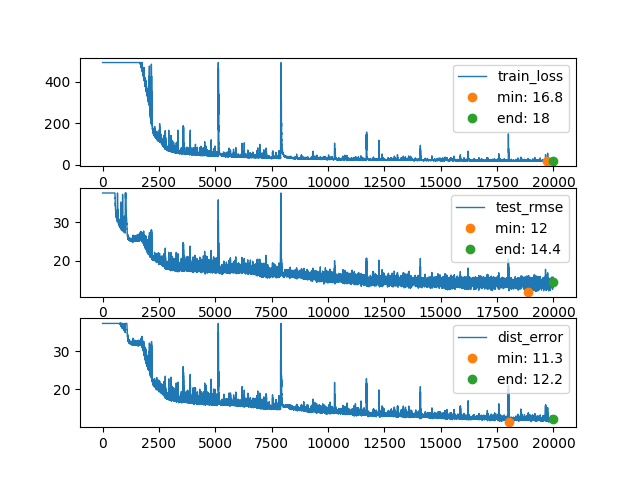 400
200
0
train_loss
min: 16.8
end: 18
0 2500 5000 7500 10000 12500 15000 17500 20000
30
20
test_rmse
min: 12
end: 14.4
0 2500 5000 7500 10000 12500 15000 17500 20000
30
20
dist_error
min: 11.3
end: 12.2
0 2500 5000 7500 10000 12500 15000 17500 20000